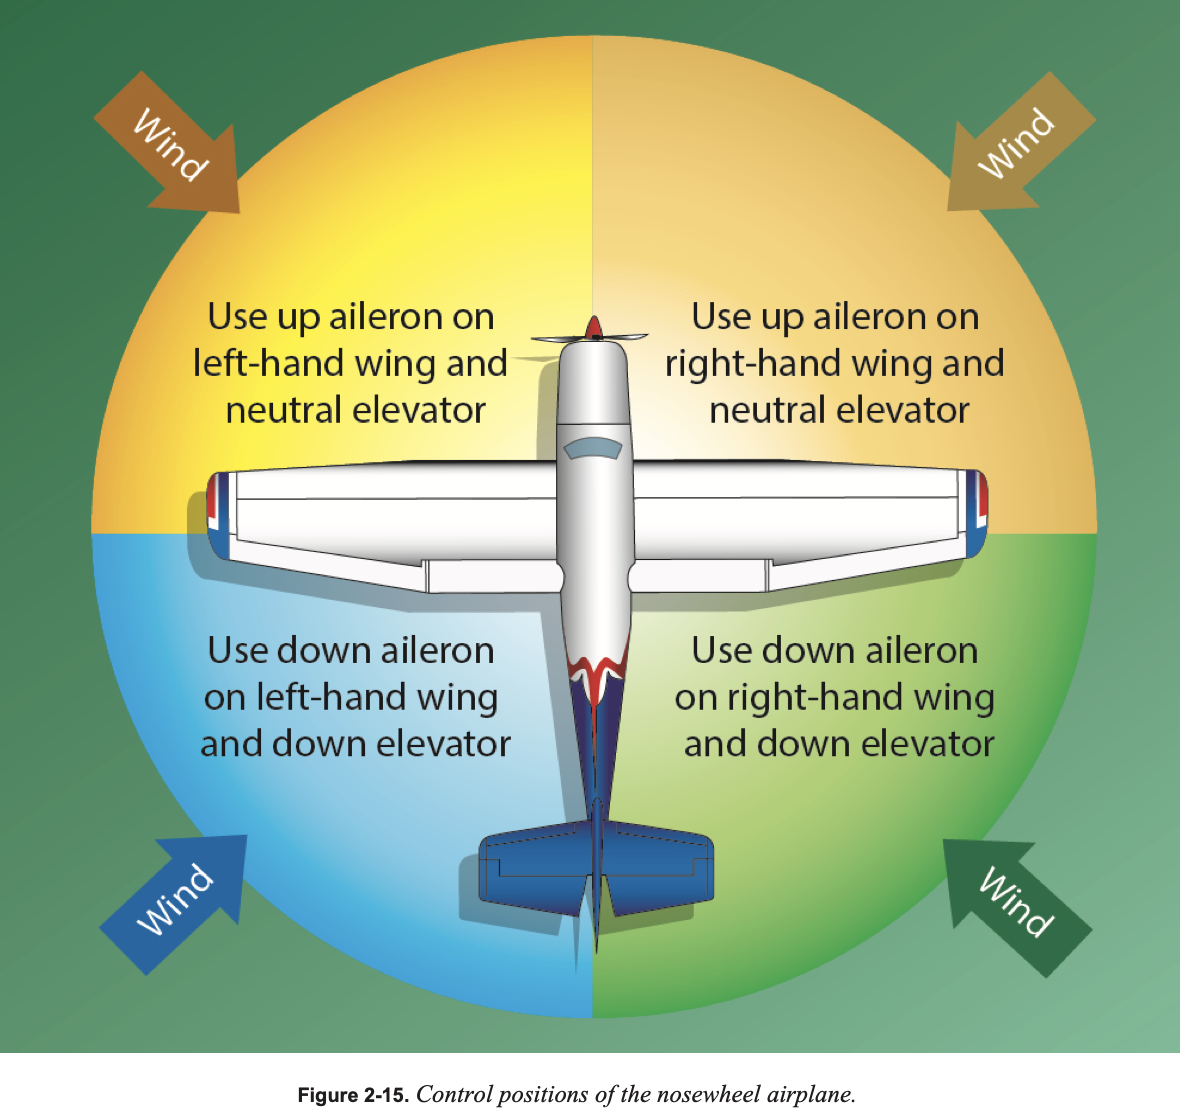 Wind
Wind
Use up aileron on
left-hand wing and
neutral elevator
Use up aileron on
right-hand wing and
neutral elevator
Use down aileron
on left-hand wing
and down elevator
Use down aileron
on right-hand wing
and down elevator
Wind
Wind
Figure 2-15. Control positions of the nosewheel airplane.